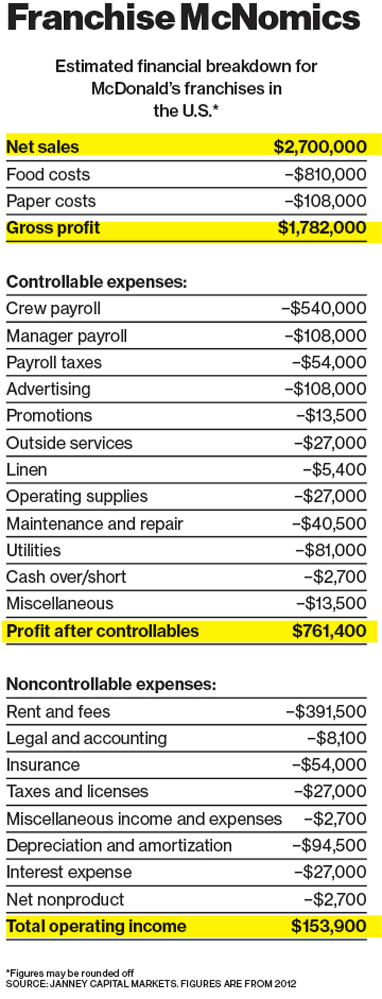 Franchise McNomics
Estimated financial breakdown for
McDonald’s franchises in
the U.S.*
Net sales $2,700,000
Food costs –$810,000
Paper costs –$108,000
Gross profit $1,782,000
Controllable expenses:
Crew payroll –$540,000
Manager payroll –$108,000
Payroll taxes –$54,000
Advertising –$108,000
Promotions –$13,500
Outside services –$27,000
Linen –$5,400
Operating supplies –$27,000
Maintenance and repair –$40,500
Utilities –$81,000
Cash over/short –$2,700
Miscellaneous –$13,500
Profit after controllables $761,400
Noncontrollable expenses:
Rent and fees –$391,500
Legal and accounting –$8,100
Insurance –$54,000
Taxes and licenses –$27,000
Miscellaneous income and expenses –$2,700
Depreciation and amortization –$94,500
Interest expense –$27,000
Net nonproduct –$2,700
Total operating income $153,900
*Figures may be rounded off
SOURCE: JANNEY CAPITAL MARKETS. FIGURES ARE FROM 2012